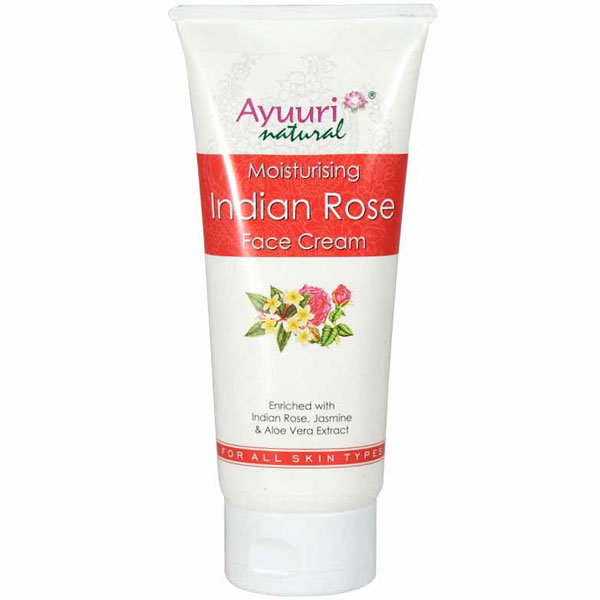 Ayuuri ®
natural
Moisturising
Indian Rose
Face Cream
Enriched with
Indian Rose, Jasmine
& Aloe Vera Extract
FOR ALL SKIN TYPES